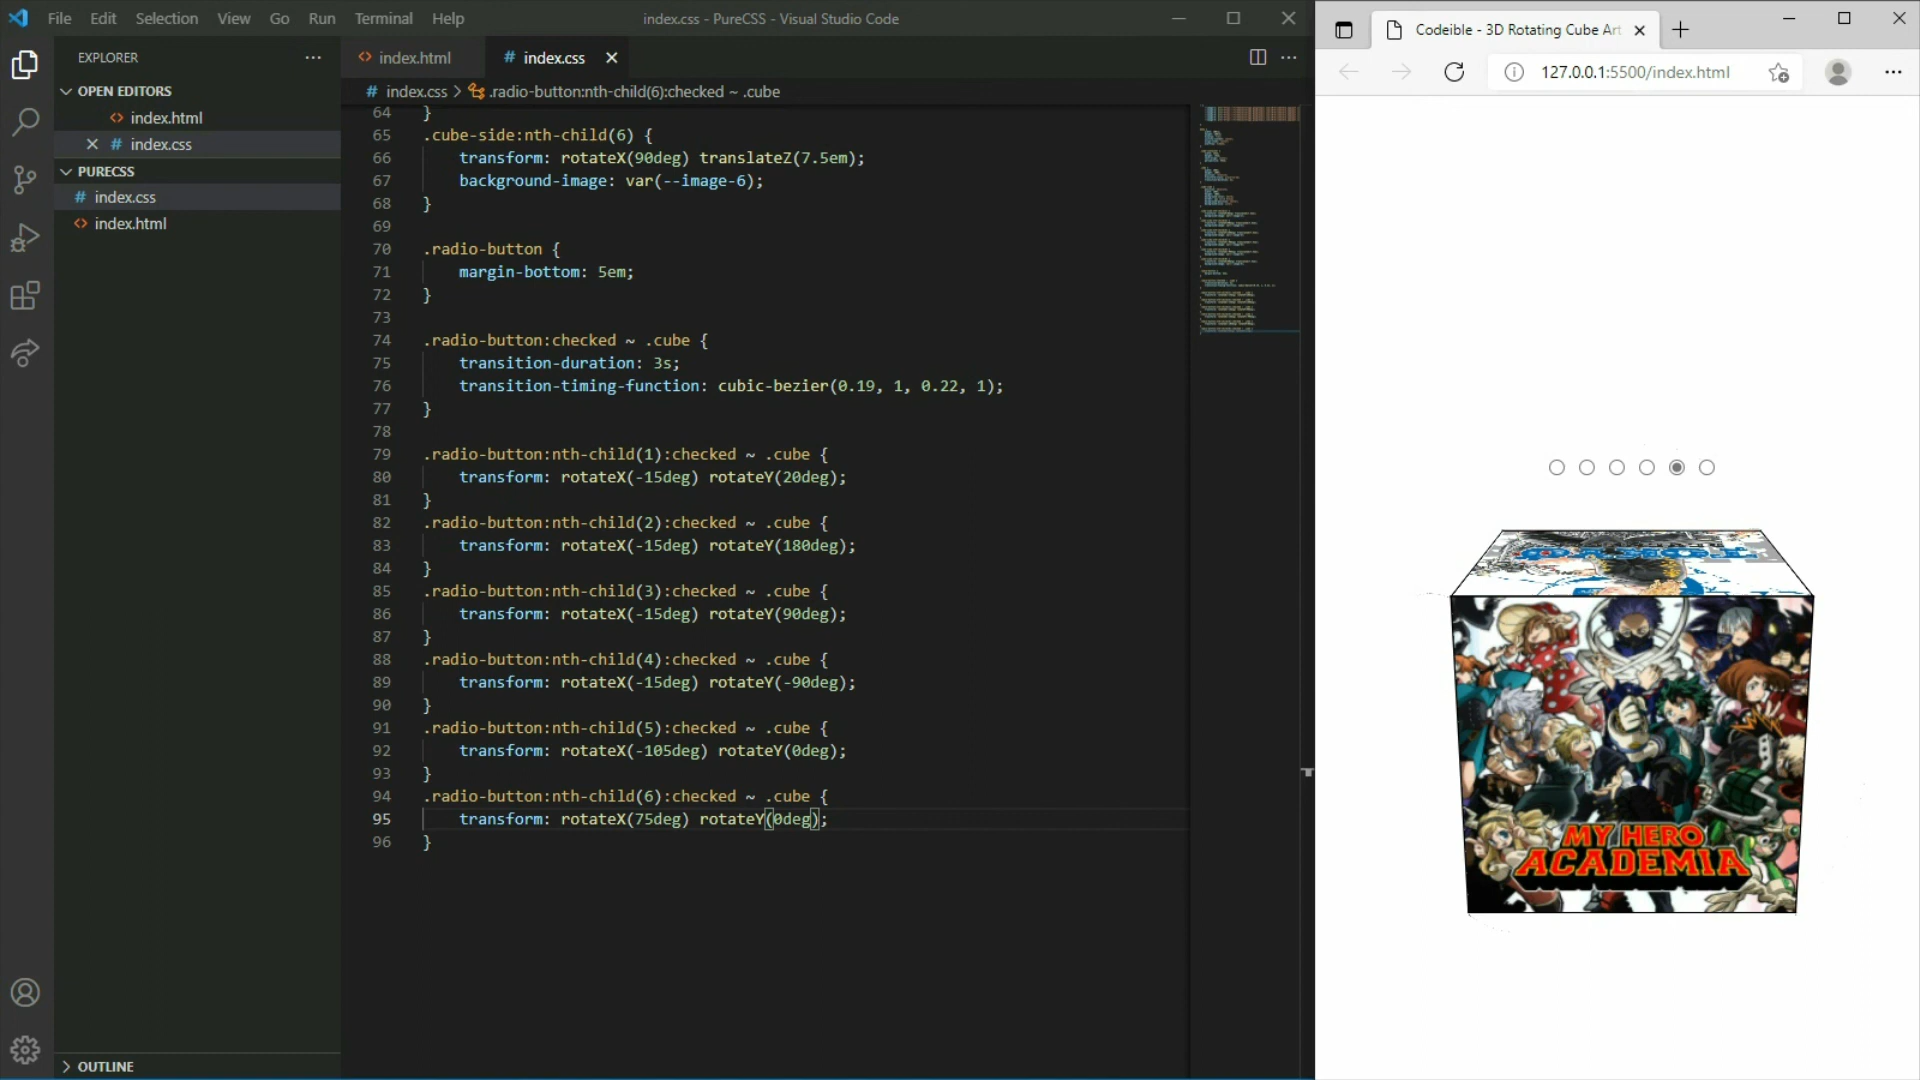 File Edit Selection View Go Run Terminal Help
index.css - PureCSS - Visual Studio Code
EXPLORER
OPEN EDITORS
index.html
index.css
PURECSS
index.css
index.html
OUTLINE
index.html
# index.css
# index.css > .radio-button:nth-child(6):checked ~ .cube
64 }
65 .cube-side:nth-child(6) {
66 transform: rotateX(90deg) translateZ(7.5em);
67 background-image: var(--image-6);
68 }
69
70 .radio-button {
71 margin-bottom: 5em;
72 }
73
74 .radio-button:checked ~ .cube {
75 transition-duration: 3s;
76 transition-timing-function: cubic-bezier(0.19, 1, 0.22, 1);
77 }
78
79 .radio-button:nth-child(1):checked ~ .cube {
80 transform: rotateX(-15deg) rotateY(20deg);
81 }
82 .radio-button:nth-child(2):checked ~ .cube {
83 transform: rotateX(-15deg) rotateY(180deg);
84 }
85 .radio-button:nth-child(3):checked ~ .cube {
86 transform: rotateX(-15deg) rotateY(90deg);
87 }
88 .radio-button:nth-child(4):checked ~ .cube {
89 transform: rotateX(-15deg) rotateY(-90deg);
90 }
91 .radio-button:nth-child(5):checked ~ .cube {
92 transform: rotateX(-105deg) rotateY(0deg);
93 }
94 .radio-button:nth-child(6):checked ~ .cube {
95 transform: rotateX(75deg) rotateY(0deg);
96 }
Codeible - 3D Rotating Cube Art
127.0.0.1:5500/index.html
MY HERO
ACADEMIA